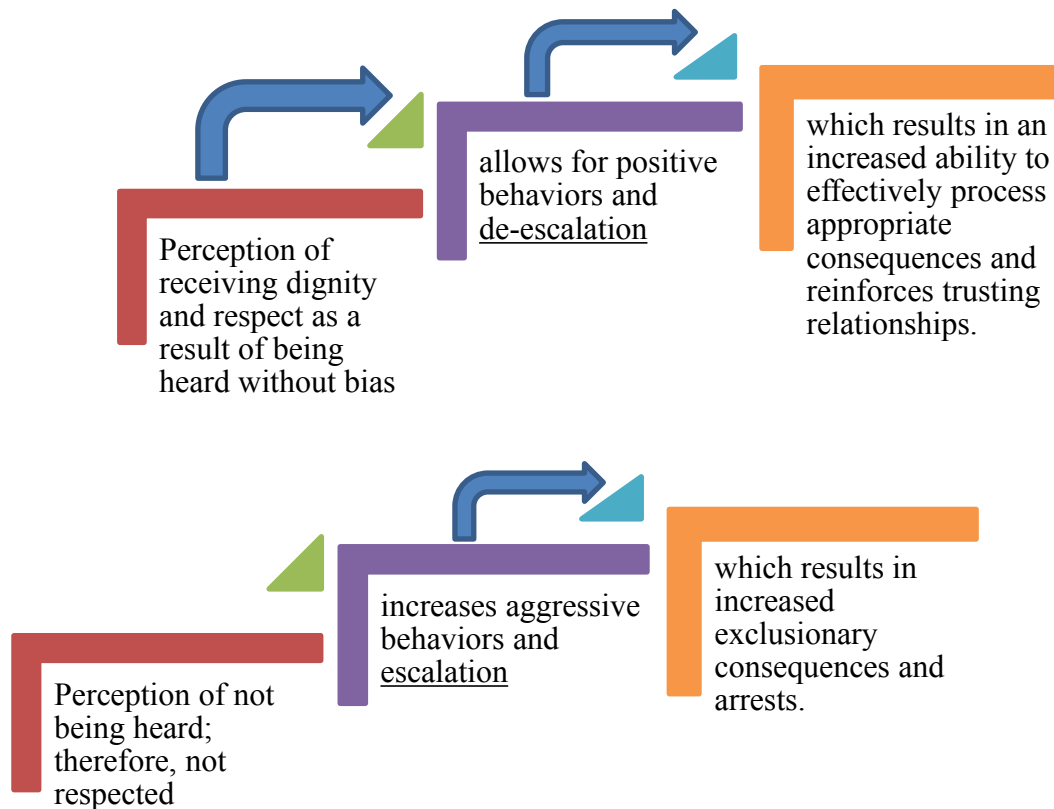 Perception of
receiving dignity
and respect as a
result of being
heard without bias
allows for positive
behaviors and
de-escalation
which results in an
increased ability to
effectively process
appropriate
consequences and
reinforces trusting
relationships.
Perception of not
being heard;
therefore, not
respected
increases aggressive
behaviors and
escalation
which results in
increased
exclusionary
consequences and
arrests.